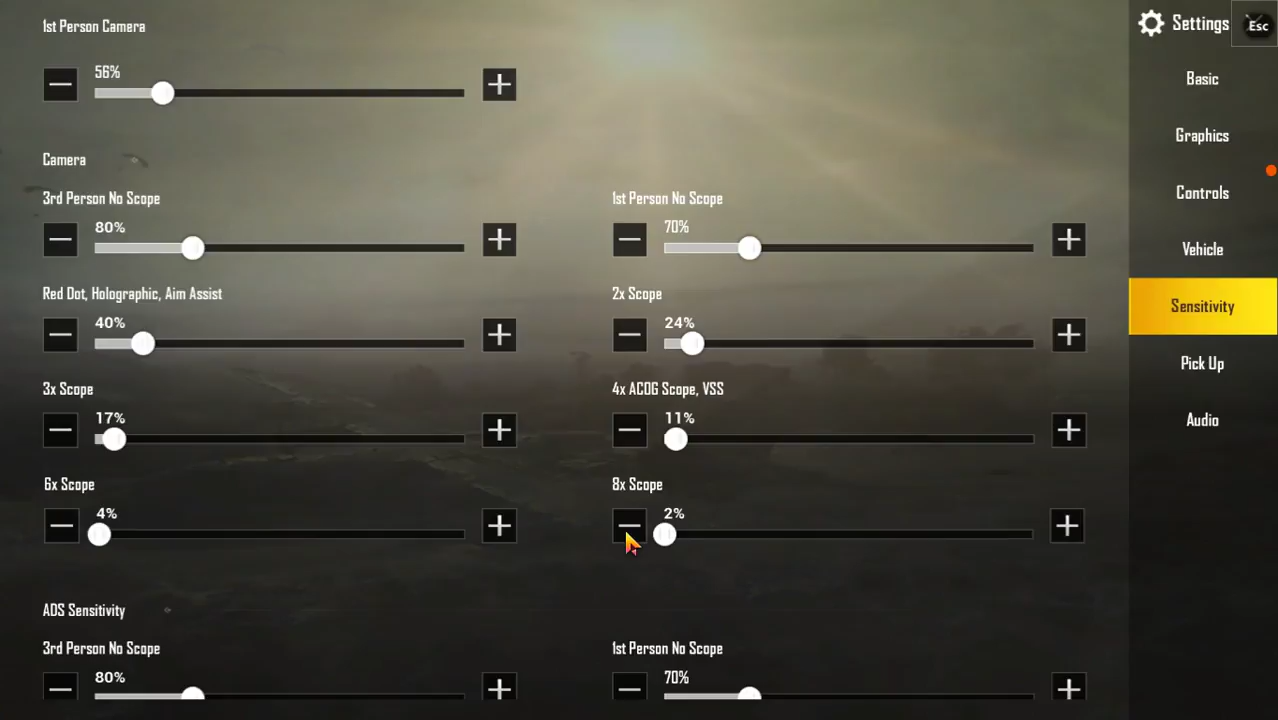 1st Person Camera
56%
Camera
3rd Person No Scope
80%
1st Person No Scope
70%
Red Dot, Holographic, Aim Assist
40%
2x Scope
24%
3x Scope
17%
4x ACOG Scope, VSS
11%
6x Scope
4%
8x Scope
2%
ADS Sensitivity
3rd Person No Scope
80%
1st Person No Scope
70%
Settings
Esc
Basic
Graphics
Controls
Vehicle
Sensitivity
Pick Up
Audio